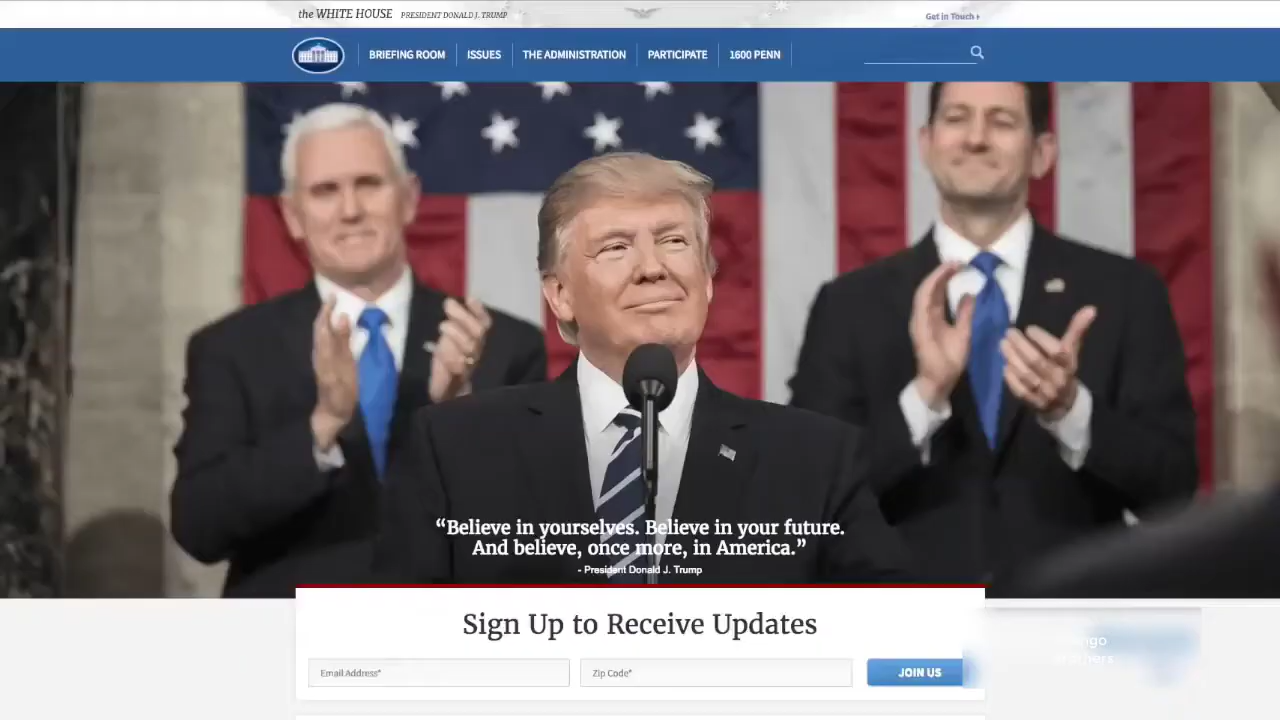 the WHITE HOUSE PRESIDENT DONALD J. TRUMP
Get in Touch
BRIEFING ROOM ISSUES THE ADMINISTRATION PARTICIPATE 1600 PENN
“Believe in yourselves. Believe in your future.
And believe, once more, in America.”
- President Donald J. Trump
Sign Up to Receive Updates
Email Address* Zip Code* JOIN US